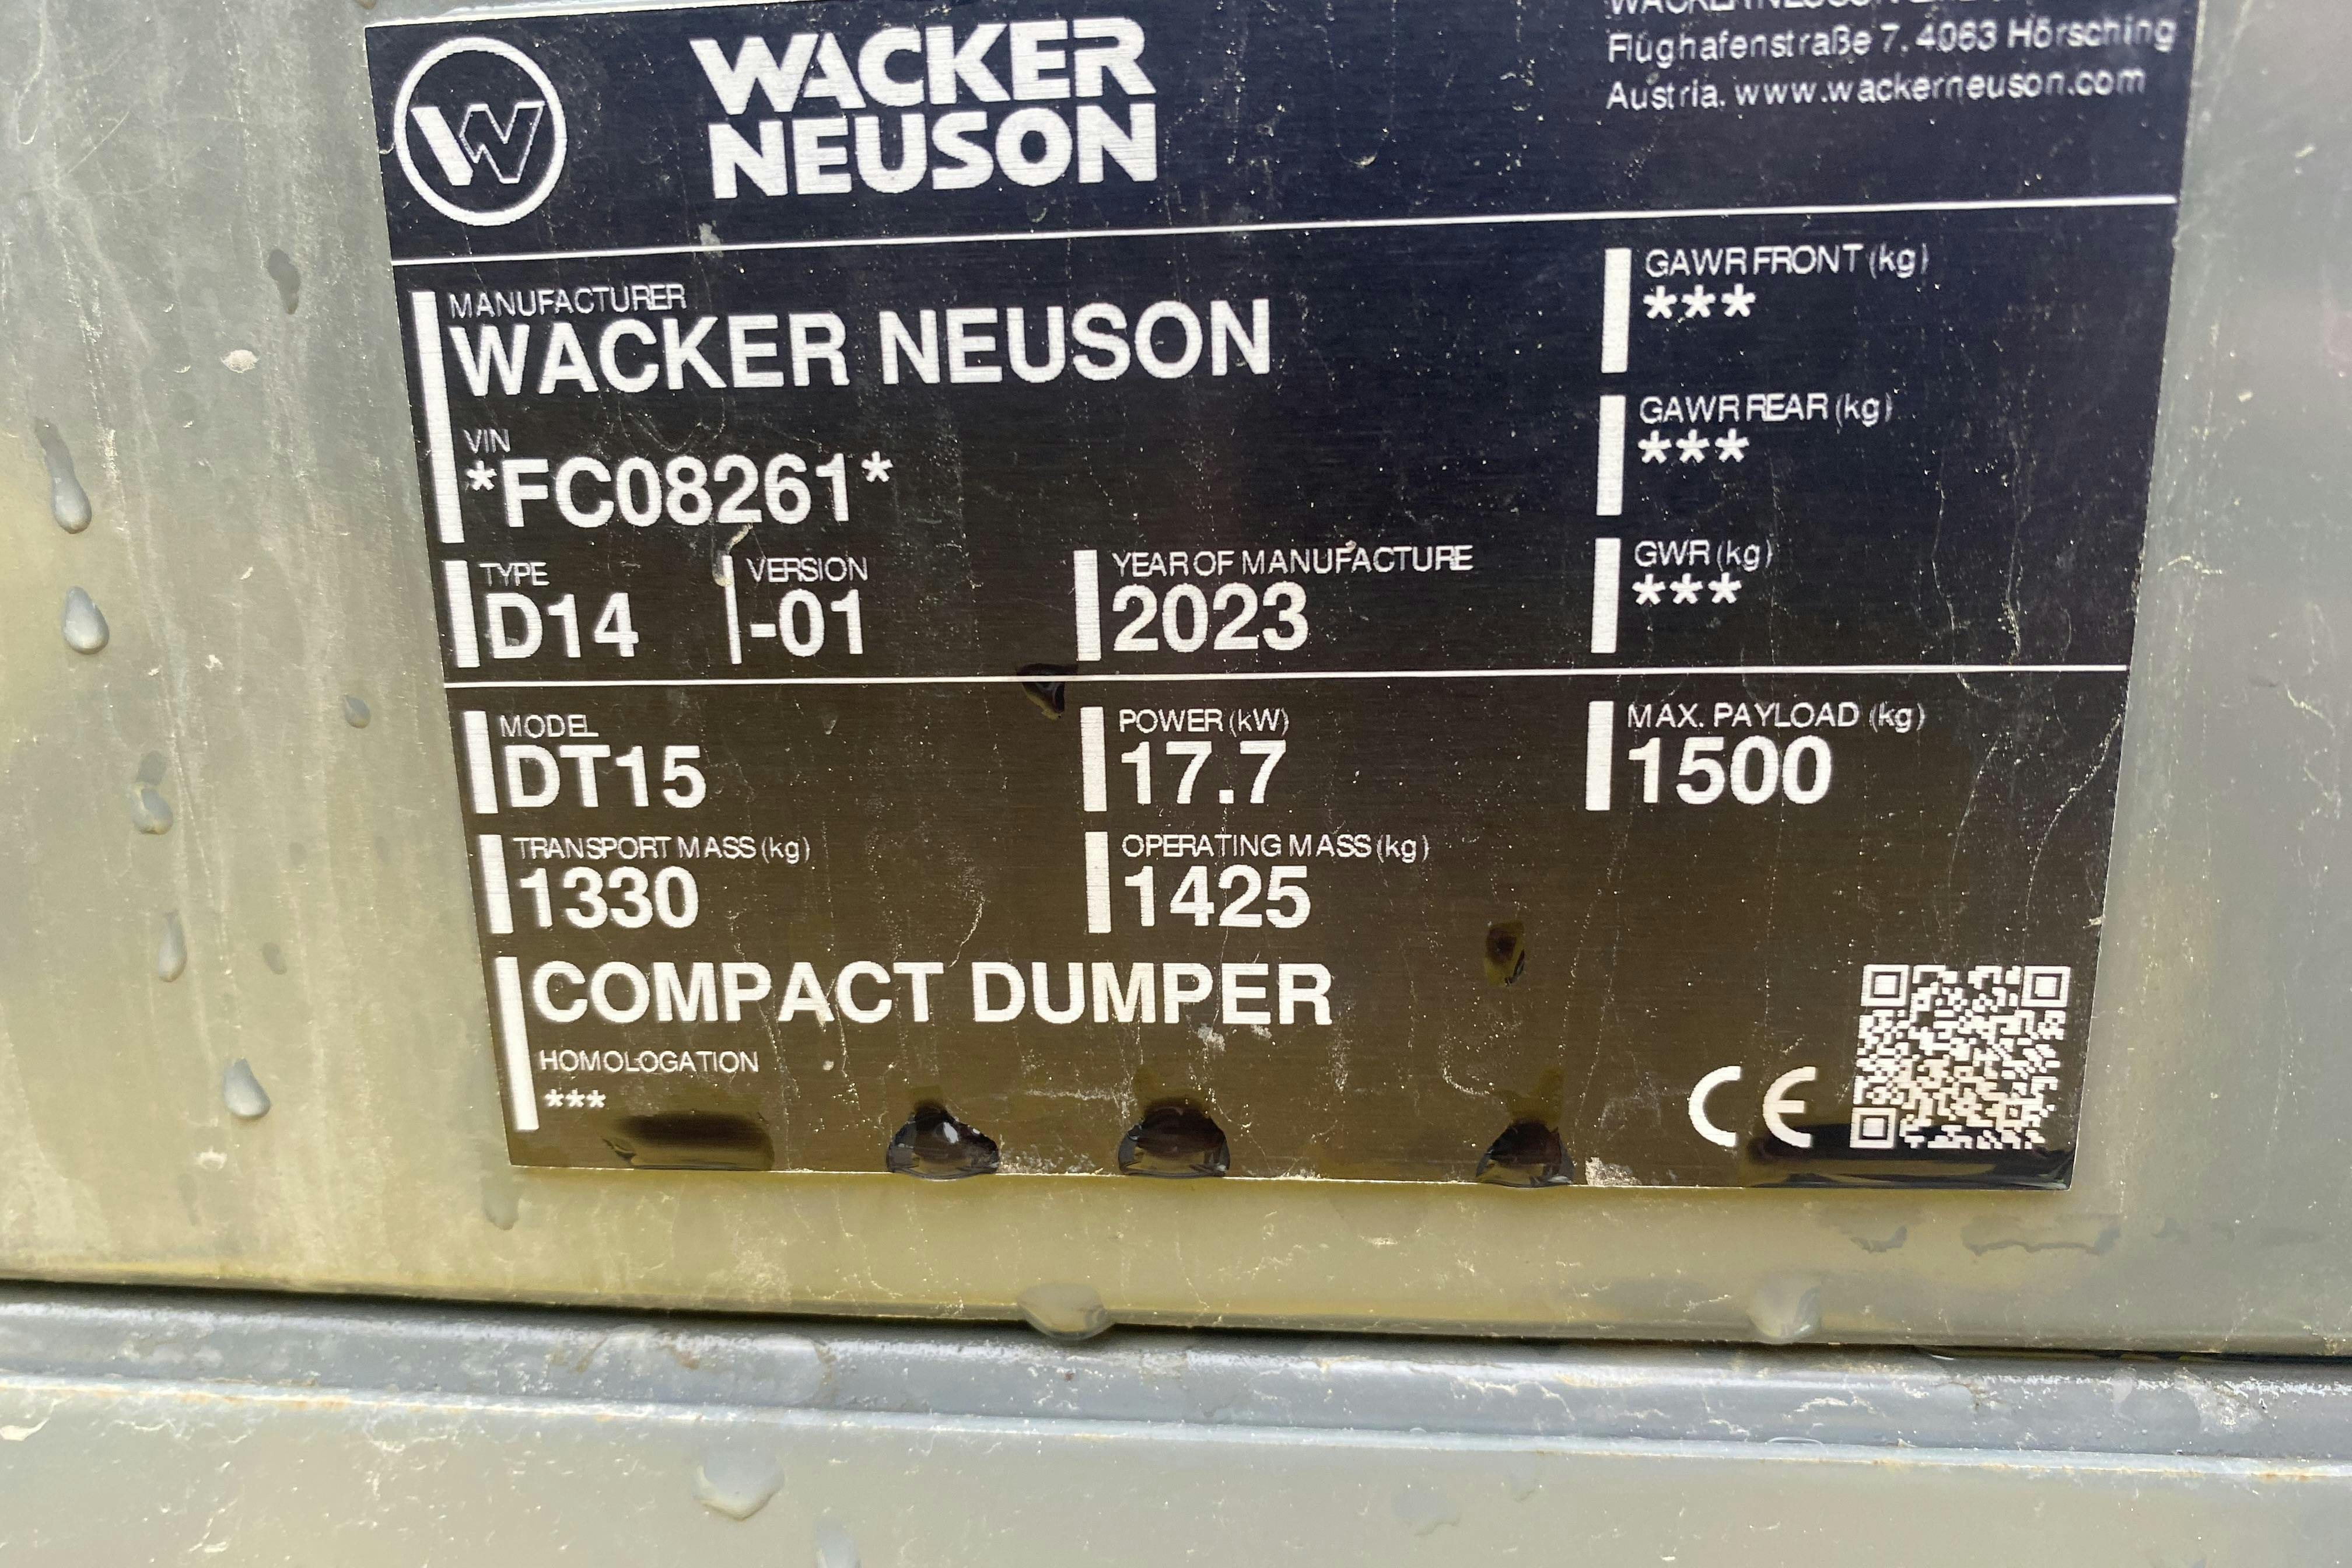 W
WACKER
NEUSON
WACKER NEUSON
Flughafenstraße 7, 4063 Hörsching
Austria. www.wackerneuson.com
MANUFACTURER
WACKER NEUSON
VIN
*FC08261*
TYPE
D14
VERSION
-01
YEAR OF MANUFACTURE
2023
GAWR FRONT (kg)
***
GAWR REAR (kg)
***
GWR (kg)
***
MODEL
DT15
POWER (kW)
17.7
MAX. PAYLOAD (kg)
1500
TRANSPORT MASS (kg)
1330
OPERATING MASS (kg)
1425
COMPACT DUMPER
HOMOLOGATION
***
CE